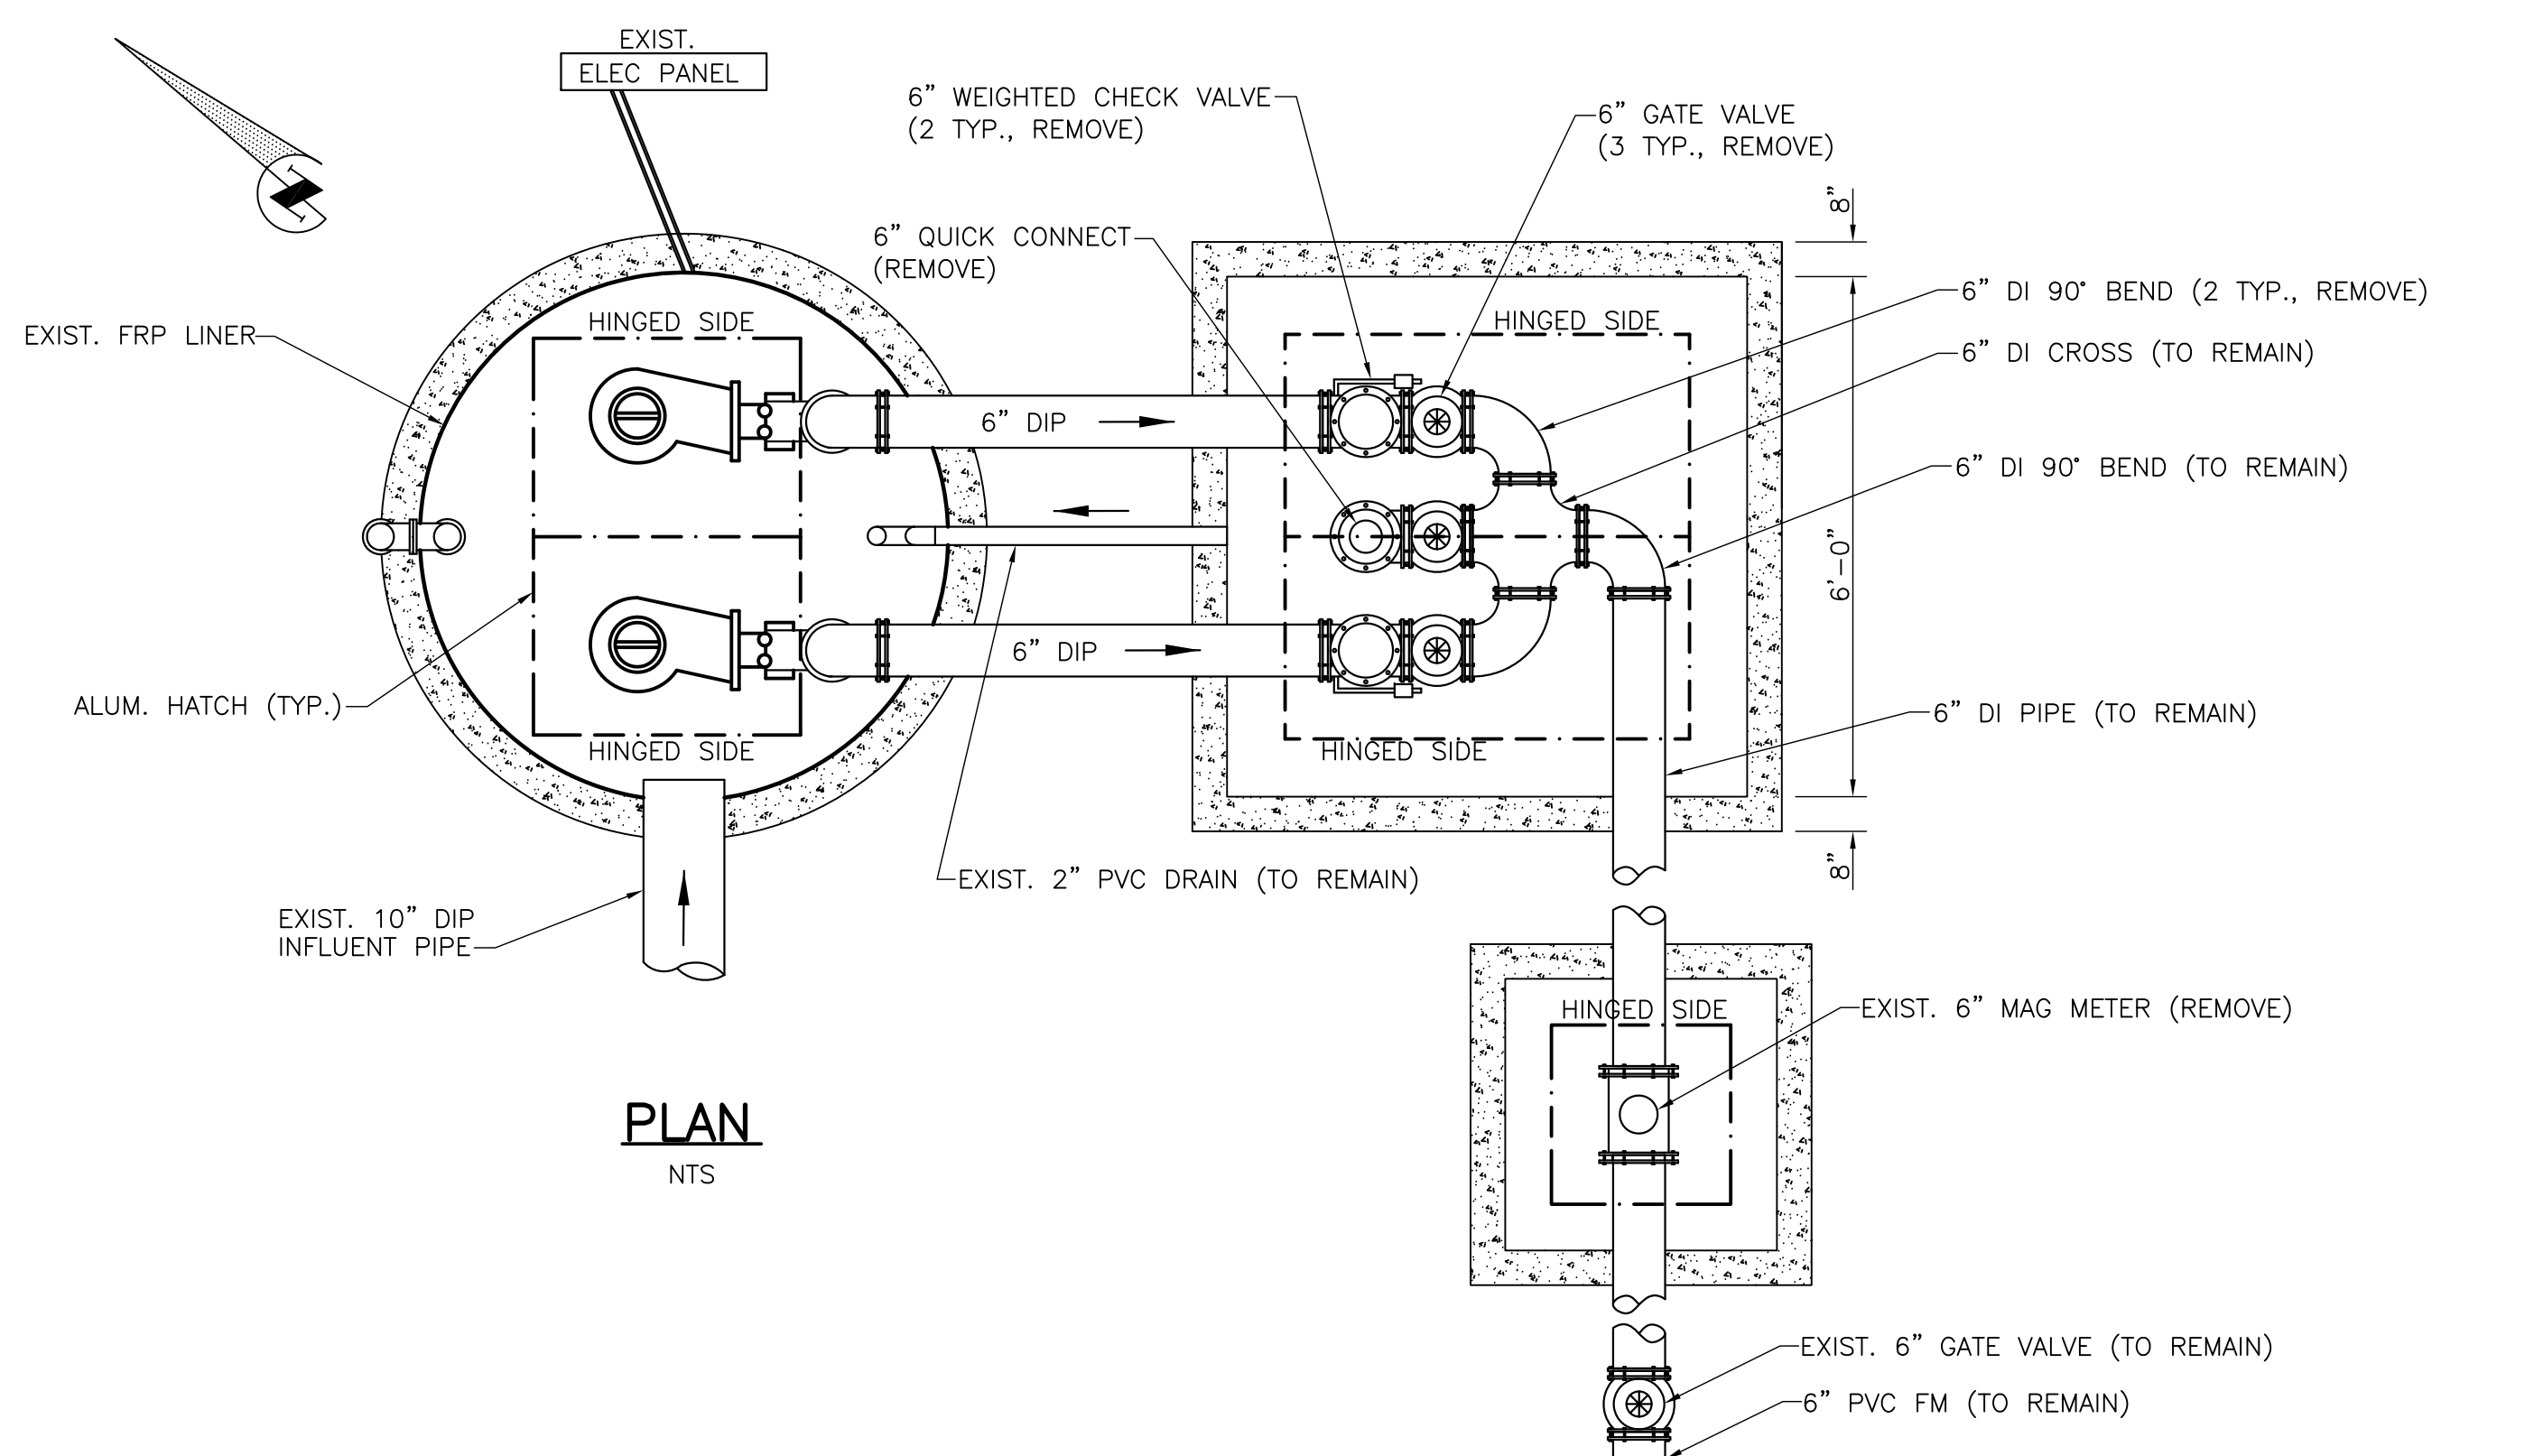 EXIST.
ELEC PANEL
6” WEIGHTED CHECK VALVE
(2 TYP., REMOVE)
6” GATE VALVE
(3 TYP., REMOVE)
8”
6” QUICK CONNECT
(REMOVE)
6” DI 90° BEND (2 TYP., REMOVE)
EXIST. FRP LINER
HINGED SIDE
HINGED SIDE
6” DI CROSS (TO REMAIN)
6” DIP
6” DI 90° BEND (TO REMAIN)
6’-0”
6” DIP
ALUM. HATCH (TYP.)
6” DI PIPE (TO REMAIN)
HINGED SIDE
HINGED SIDE
8”
EXIST. 2” PVC DRAIN (TO REMAIN)
EXIST. 10” DIP
INFLUENT PIPE
HINGED SIDE
EXIST. 6” MAG METER (REMOVE)
PLAN
NTS
EXIST. 6” GATE VALVE (TO REMAIN)
6” PVC FM (TO REMAIN)